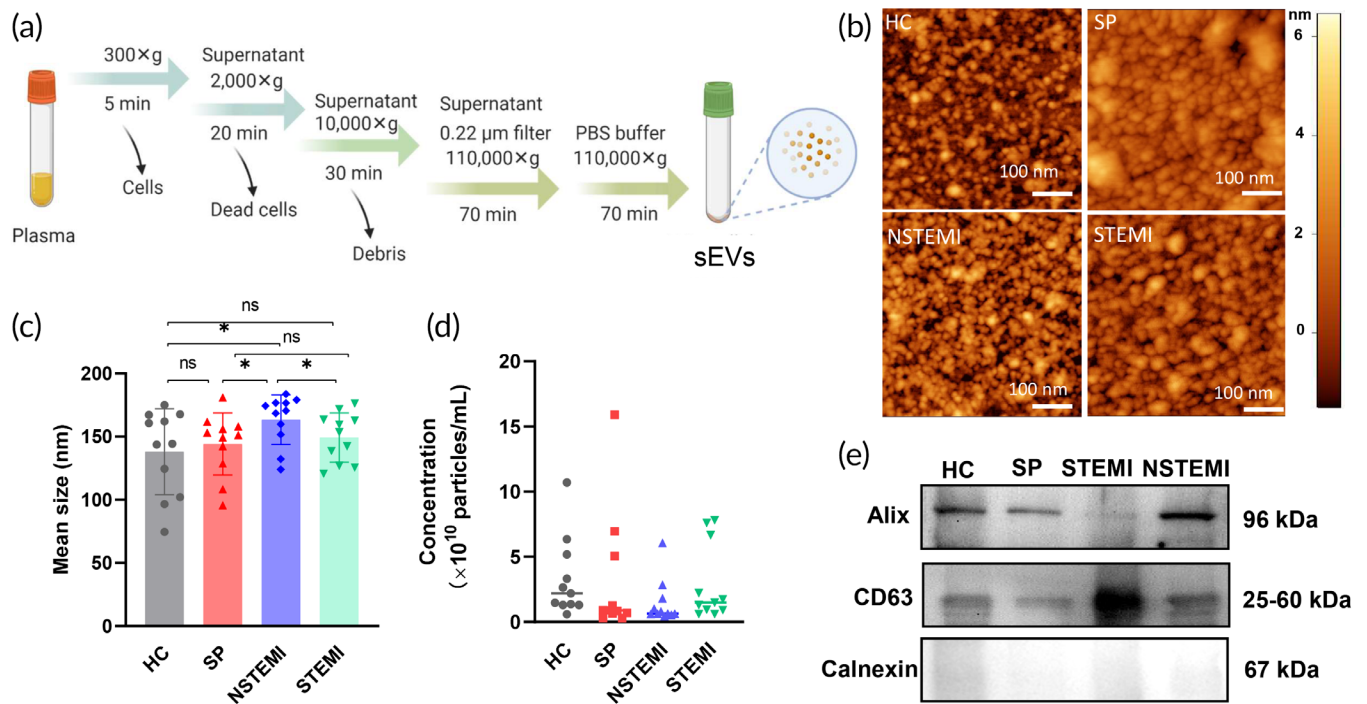 (a)
300×g
5 min
Cells
Supernatant
2,000×g
20 min
Dead cells
Supernatant
10,000×g
30 min
Debris
Supernatant
0.22 μm filter
110,000×g
70 min
PBS buffer
110,000×g
70 min
Plasma
sEVs
(b)
HC
100 nm
SP
100 nm
NSTEMI
100 nm
STEMI
100 nm
nm
6
4
2
0
(c)
ns
*
ns
ns
*
*
Mean size (nm)
200
150
100
50
0
HC
SP
NSTEMI
STEMI
(d)
Concentration
(×10¹⁰ particles/mL)
20
15
10
5
0
HC
SP
NSTEMI
STEMI
(e)
HC SP STEMI NSTEMI
Alix 96 kDa
CD63 25-60 kDa
Calnexin 67 kDa